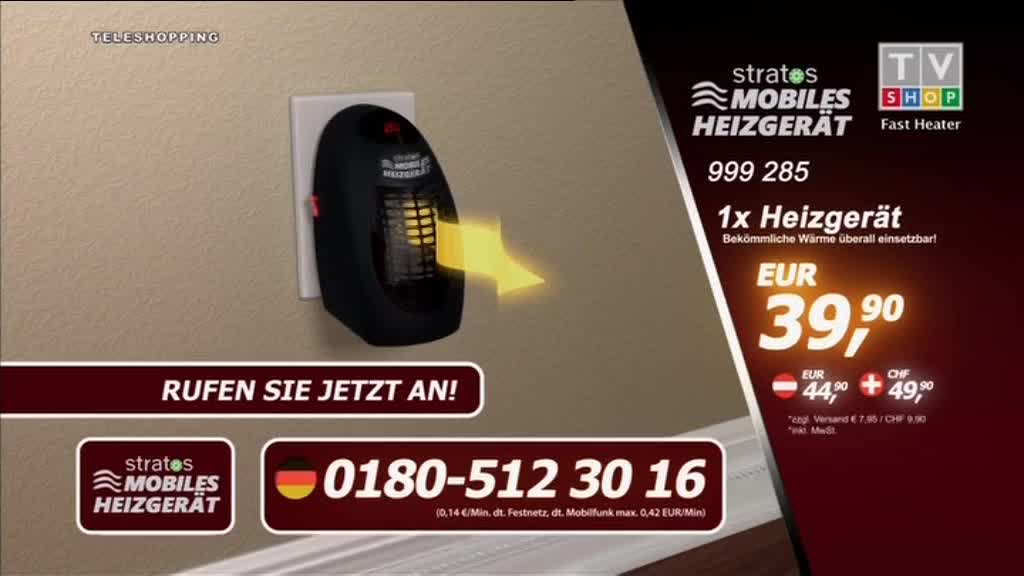 TELESHOPPING
stratos
MOBILES
HEIZGERÄT
TV
SHOP
Fast Heater
stratos
MOBILES
HEIZGERÄT
999 285
1x Heizgerät
Bekömmliche Wärme überall einsetzbar!
EUR
39,90
EUR
44,90
CHF
49,90
*zzgl. Versand € 7,95 / CHF 9,90
*inkl. MwSt.
RUFEN SIE JETZT AN!
stratos
MOBILES
HEIZGERÄT
0180-512 30 16
(0,14 €/Min. dt. Festnetz, dt. Mobilfunk max. 0,42 EUR/Min)